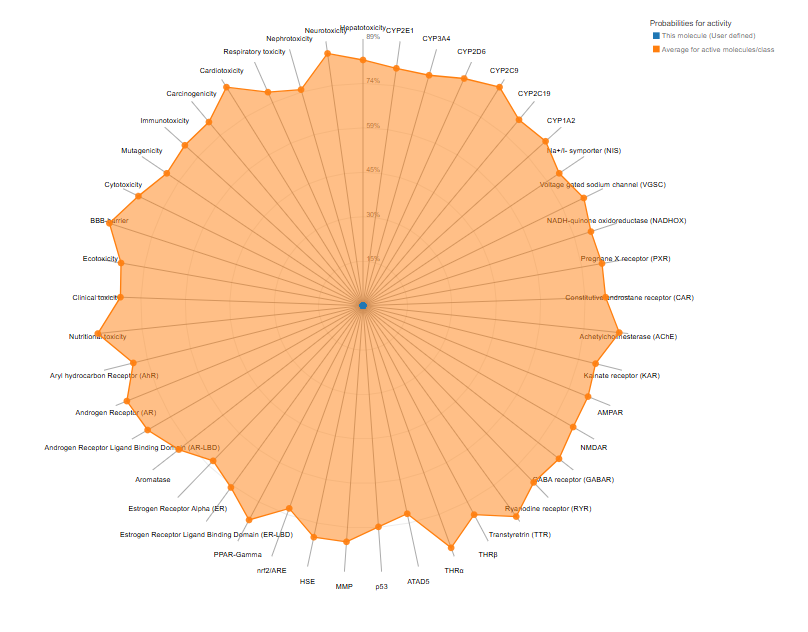 Probabilities for activity
This molecule (User defined)
Average for active molecules/class
Hepatotoxicity
CYP2E1
CYP3A4
CYP2D6
CYP2C9
CYP2C19
CYP1A2
Na+/I- symporter (NIS)
Voltage gated sodium channel (VGSC)
NADH-quinone oxidoreductase (NADHOX)
Pregnane X receptor (PXR)
Constitutive androstane receptor (CAR)
Achetylcholinesterase (AChE)
Kainate receptor (KAR)
AMPAR
NMDAR
GABA receptor (GABAR)
Ryanodine receptor (RYR)
Transtyretrin (TTR)
THRβ
THRα
ATAD5
p53
MMP
HSE
nrf2/ARE
PPAR-Gamma
Estrogen Receptor Ligand Binding Domain (ER-LBD)
Estrogen Receptor Alpha (ER)
Aromatase
Androgen Receptor Ligand Binding Domain (AR-LBD)
Androgen Receptor (AR)
Aryl hydrocarbon Receptor (AhR)
Nutritional toxicity
Clinical toxicity
Ecotoxicity
BBB-barrier
Cytotoxicity
Mutagenicity
Immunotoxicity
Carcinogenicity
Cardiotoxicity
Respiratory toxicity
Nephrotoxicity
Neurotoxicity
89%
74%
59%
45%
30%
15%